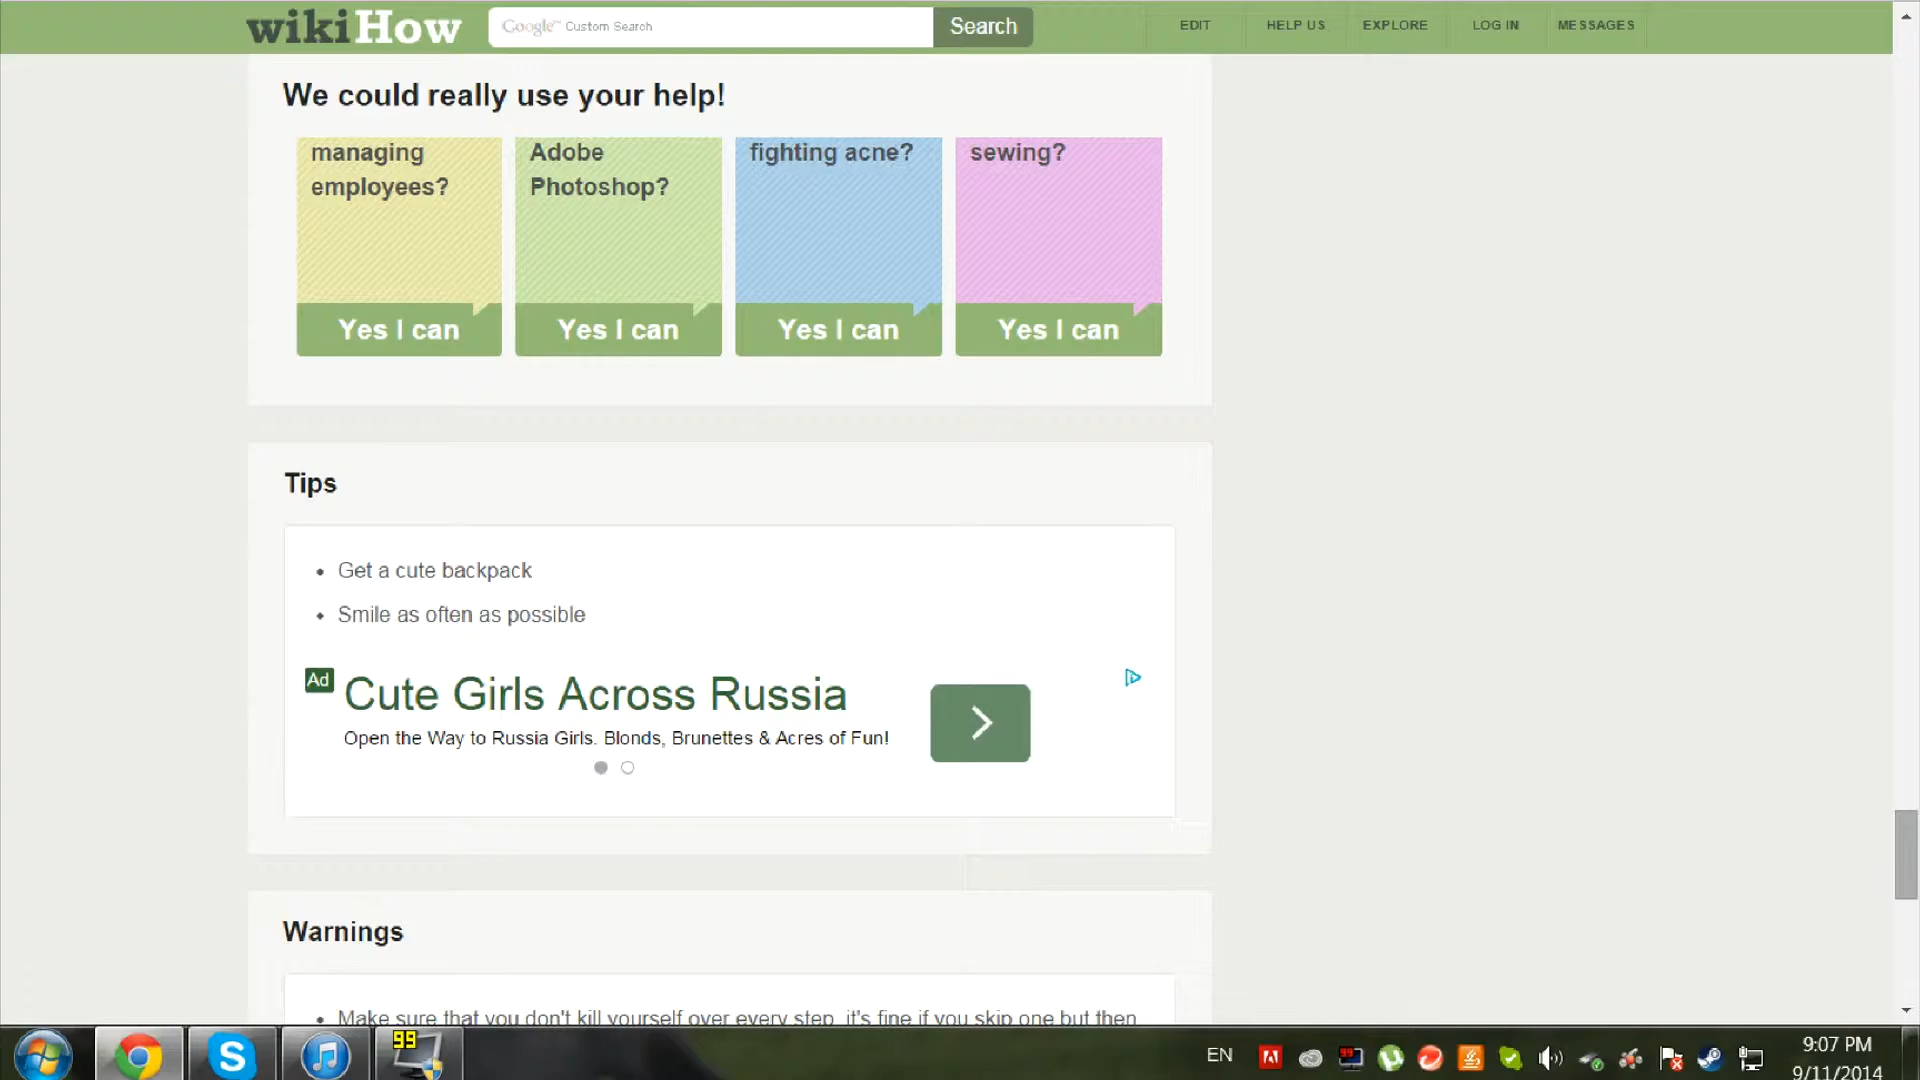 wikiHow
Google™ Custom Search
Search
EDIT
HELP US
EXPLORE
LOG IN
MESSAGES
We could really use your help!
managing
employees?
Adobe
Photoshop?
fighting acne?
sewing?
Yes I can
Yes I can
Yes I can
Yes I can
Tips
Get a cute backpack
Smile as often as possible
Ad
Cute Girls Across Russia
Open the Way to Russia Girls. Blonds, Brunettes & Acres of Fun!
Warnings
Make sure that you don't kill yourself over every step, it's fine if you skip one but then
99
EN
99
9:07 PM
9/11/2014